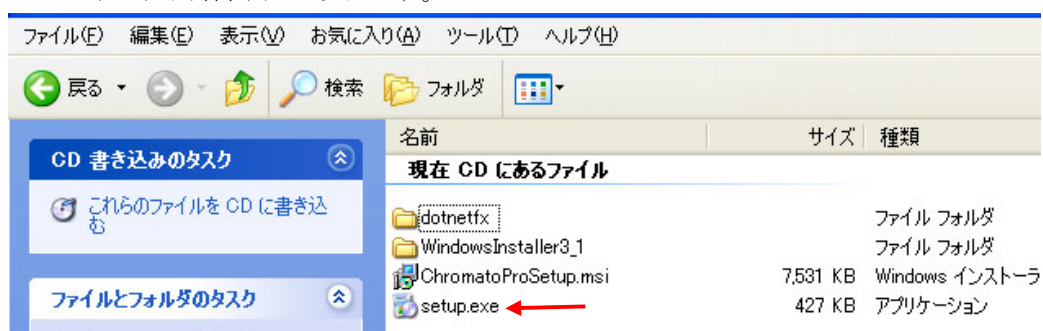 ファイル(F) 編集(E) 表示(V) お気に入り(A) ツール(T) ヘルプ(H)
戻る 検索 フォルダ
名前 サイズ 種類
CD 書き込みのタスク
現在 CD にあるファイル
これらのファイルを CD に書き込
む
dotnetfx ファイル フォルダ
WindowsInstaller3_1 ファイル フォルダ
ChromatoProSetup.msi 7,531 KB Windows インストーラ
ファイルとフォルダのタスク
setup.exe 427 KB アプリケーション